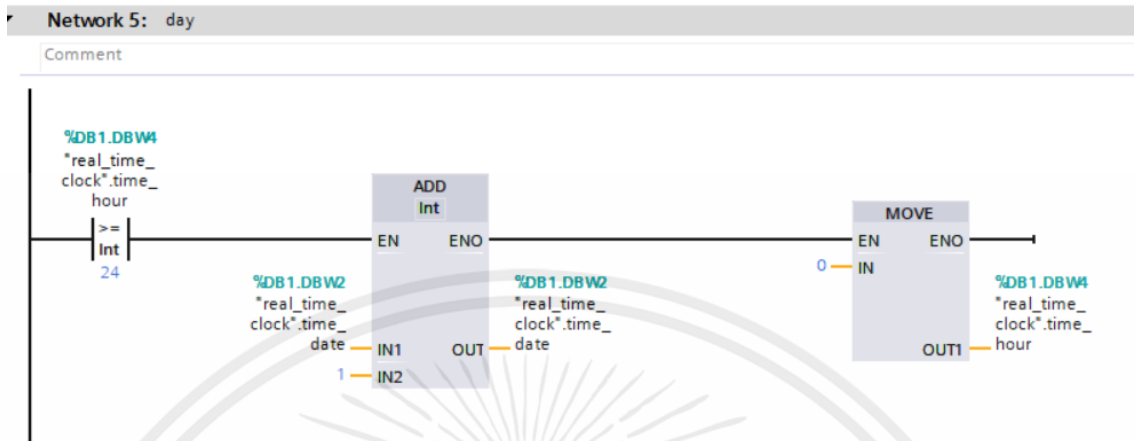 Network 5: day
Comment
%DB1.DBW4
"real_time_
clock".time_
hour
>=
Int
24
ADD
Int
EN ENO
%DB1.DBW2
"real_time_
clock".time_
date
IN1 OUT
%DB1.DBW2
"real_time_
clock".time_
date
1 IN2
MOVE
EN ENO
0 IN
%DB1.DBW4
"real_time_
clock".time_
hour
OUT1